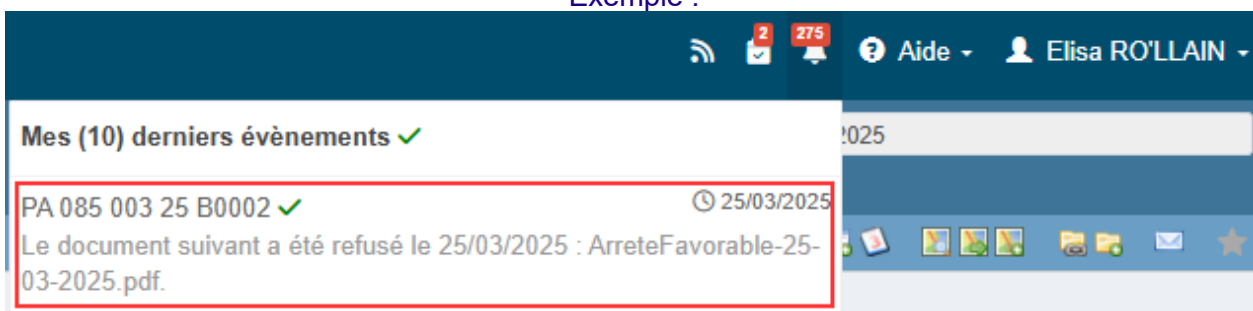 Exemple :
2 275 Aide Elisa RO'LLAIN
Mes (10) derniers évènements
2025
PA 085 003 25 B0002 25/03/2025
Le document suivant a été refusé le 25/03/2025 : ArreteFavorable-25-
03-2025.pdf.